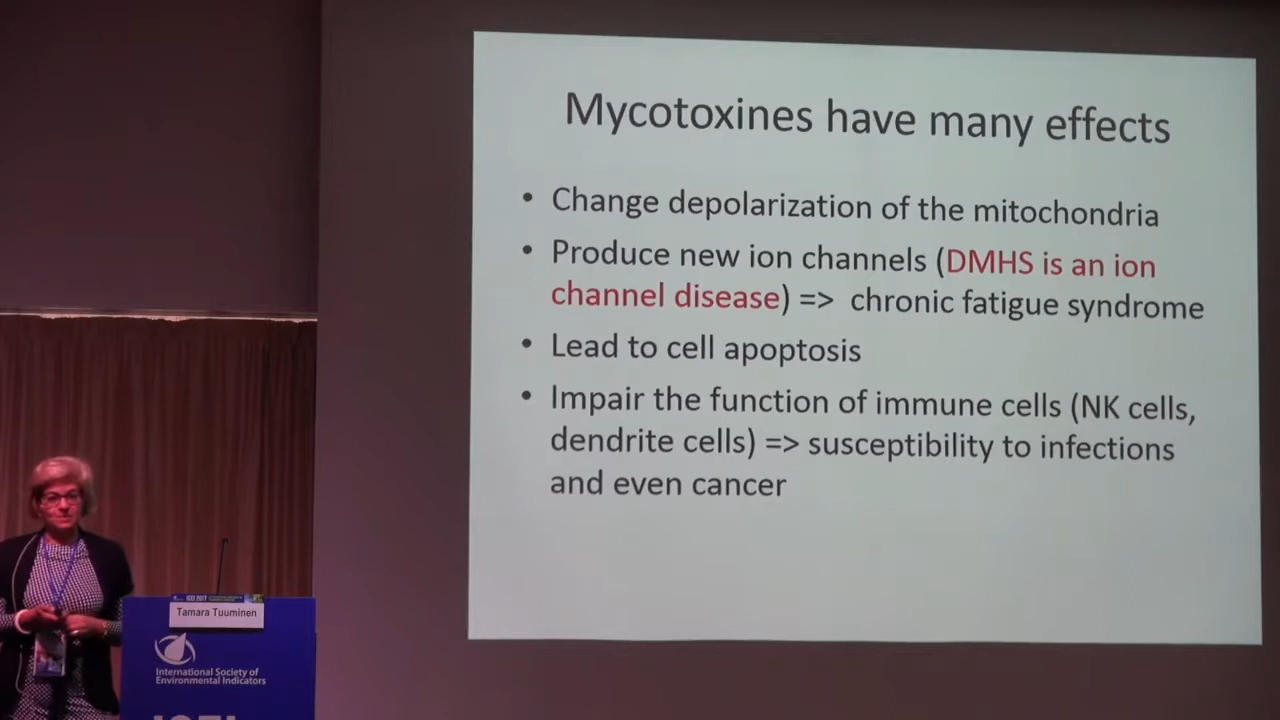 Mycotoxines have many effects
• Change depolarization of the mitochondria
• Produce new ion channels (DMHS is an ion
channel disease) => chronic fatigue syndrome
• Lead to cell apoptosis
• Impair the function of immune cells (NK cells,
dendrite cells) => susceptibility to infections
and even cancer
ICEI 2017
Tamara Tuuminen
International Society of
Environmental Indicators